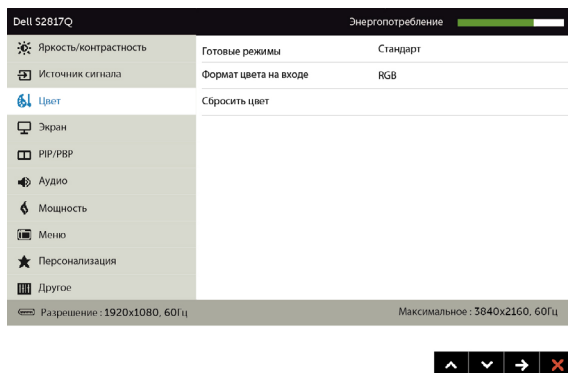 Dell S2817Q Энергопотребление
Яркость/контрастность Готовые режимы Стандарт
Источник сигнала Формат цвета на входе RGB
Цвет Сбросить цвет
Экран
PIP/PBP
Аудио
Мощность
Меню
Персонализация
Другое
Разрешение : 1920x1080, 60Гц Максимальное : 3840x2160, 60Гц